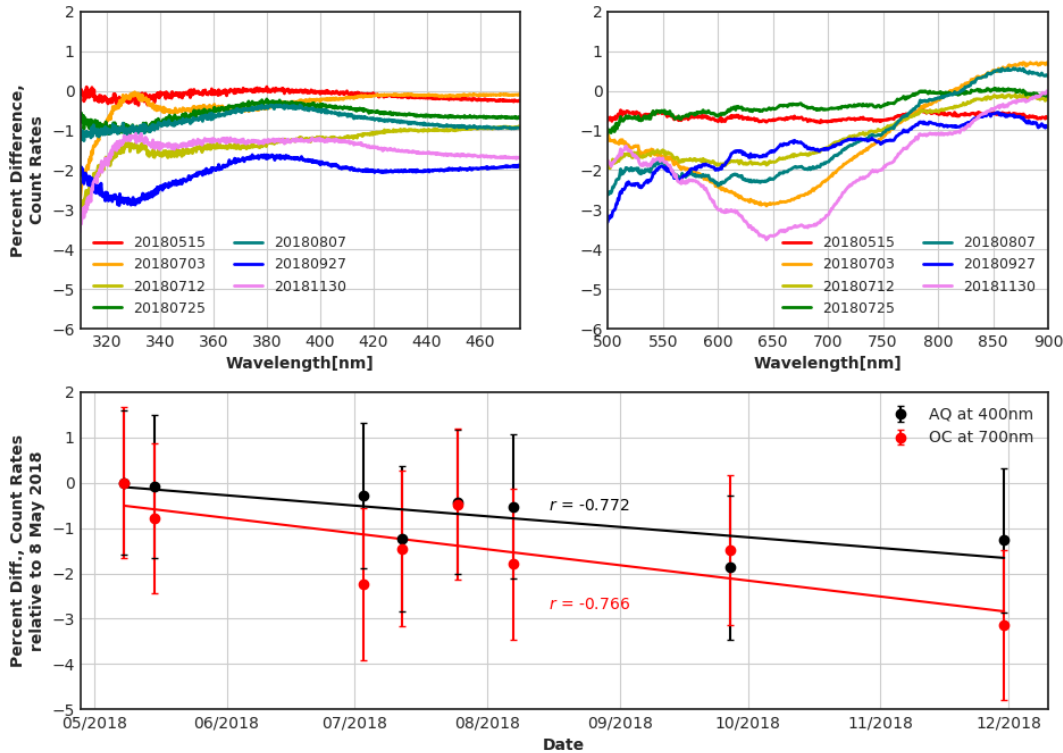 2
1
0
−1
−2
−3
−4
−5
−6
Percent Difference,
Count Rates
20180515
20180703
20180712
20180725
20180807
20180927
20181130
320 340 360 380 400 420 440 460
Wavelength[nm]
2
1
0
−1
−2
−3
−4
−5
−6
20180515
20180703
20180712
20180725
20180807
20180927
20181130
500 550 600 650 700 750 800 850 900
Wavelength[nm]
2
1
0
−1
−2
−3
−4
−5
Percent Diff., Count Rates
relative to 8 May 2018
AQ at 400nm
OC at 700nm
r = -0.772
r = -0.766
05/2018 06/2018 07/2018 08/2018 09/2018 10/2018 11/2018 12/2018
Date